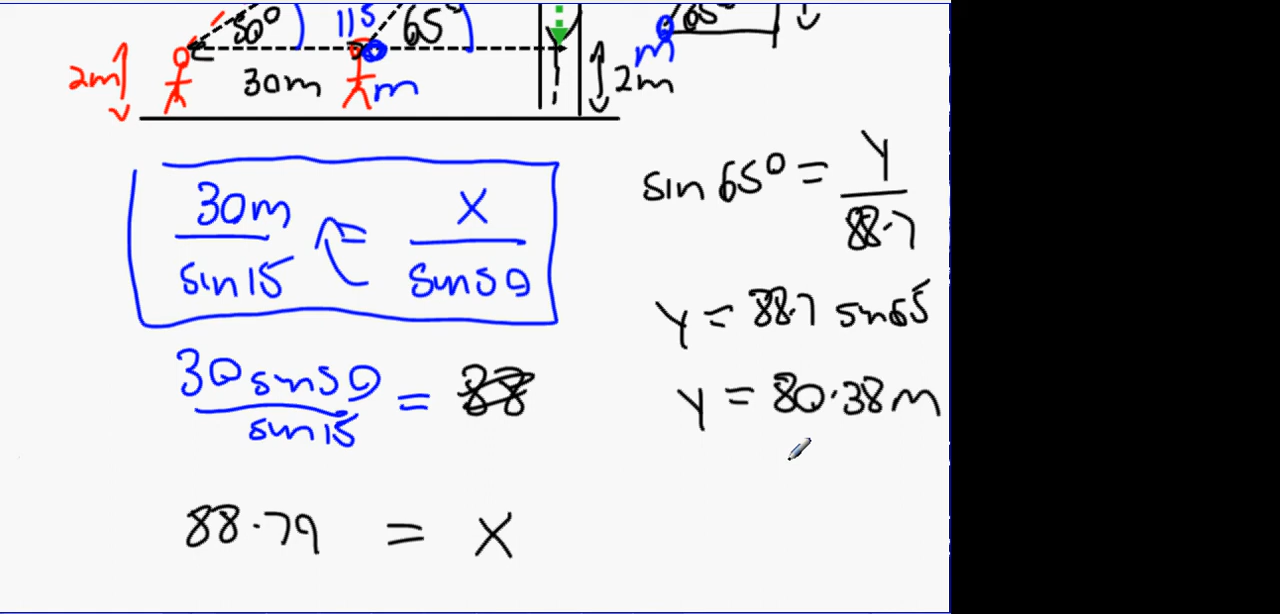 50° 115 65° 65°
2m 30m m 2m m
30m / sin15 = x / sin50
30 sin50 / sin15 = 88
88.79 = x
sin 65° = y / 88.7
y = 88.7 sin65
y = 80.38m